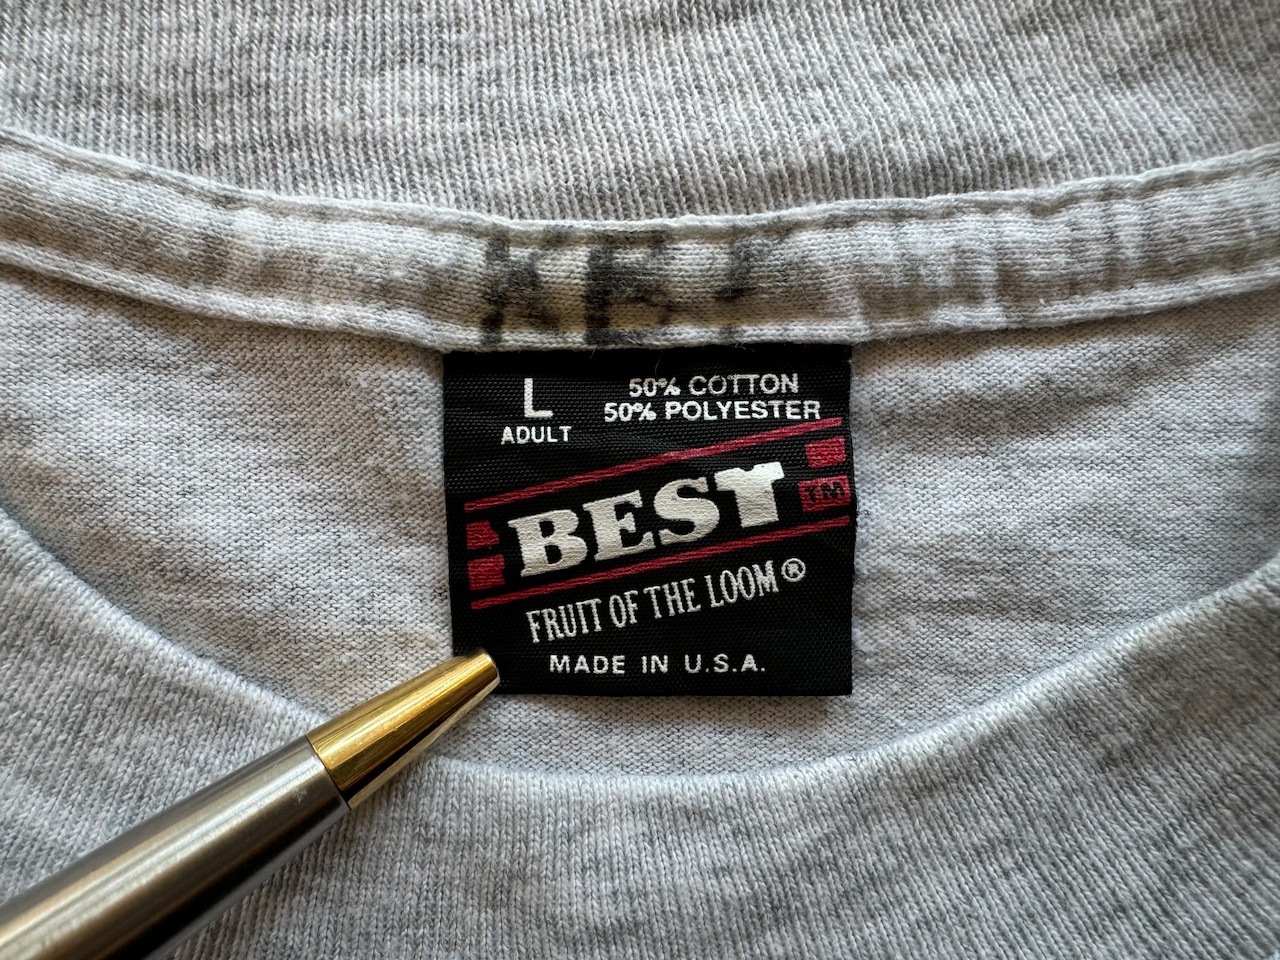 L
ADULT
50% COTTON
50% POLYESTER
BEST
TM
FRUIT OF THE LOOM®
MADE IN U.S.A.